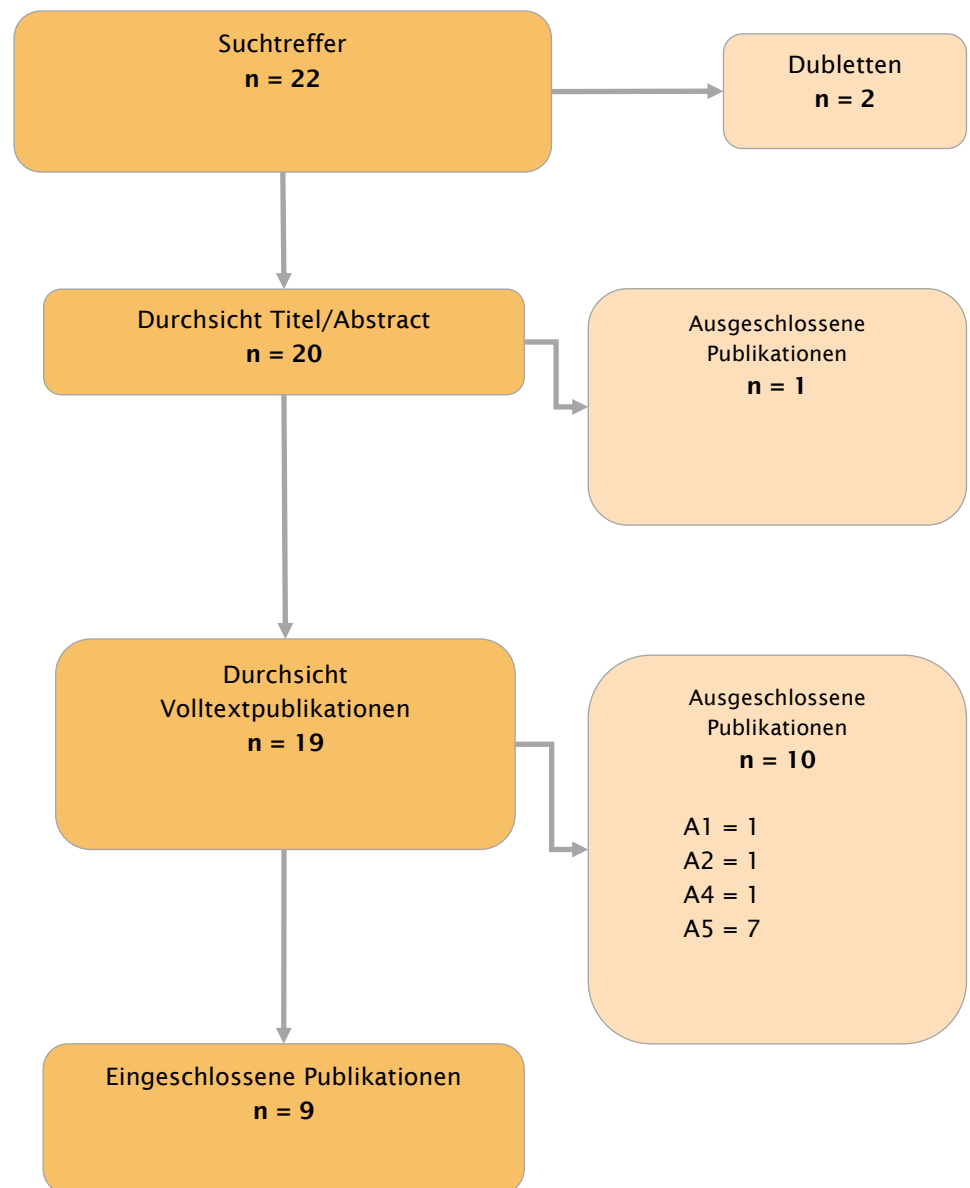 Suchtreffer
n = 22
Dubletten
n = 2
Durchsicht Titel/Abstract
n = 20
Ausgeschlossene
Publikationen
n = 1
Durchsicht
Volltextpublikationen
n = 19
Ausgeschlossene
Publikationen
n = 10
A1 = 1
A2 = 1
A4 = 1
A5 = 7
Eingeschlossene Publikationen
n = 9